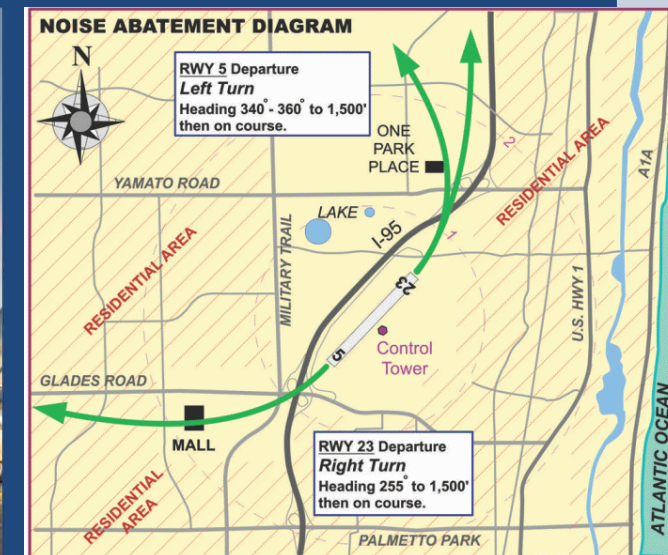 NOISE ABATEMENT DIAGRAM
N
RWY 5 Departure
Left Turn
Heading 340°- 360° to 1,500'
then on course.
ONE
PARK
PLACE
2
YAMATO ROAD
RESIDENTIAL AREA
A1A
LAKE
I-95
1
RESIDENTIAL AREA
MILITARY TRAIL
23
U.S. HWY 1
5
Control
Tower
GLADES ROAD
MALL
RWY 23 Departure
Right Turn
Heading 255° to 1,500'
then on course.
ATLANTIC OCEAN
RESIDENTIAL
AREA
PALMETTO PARK